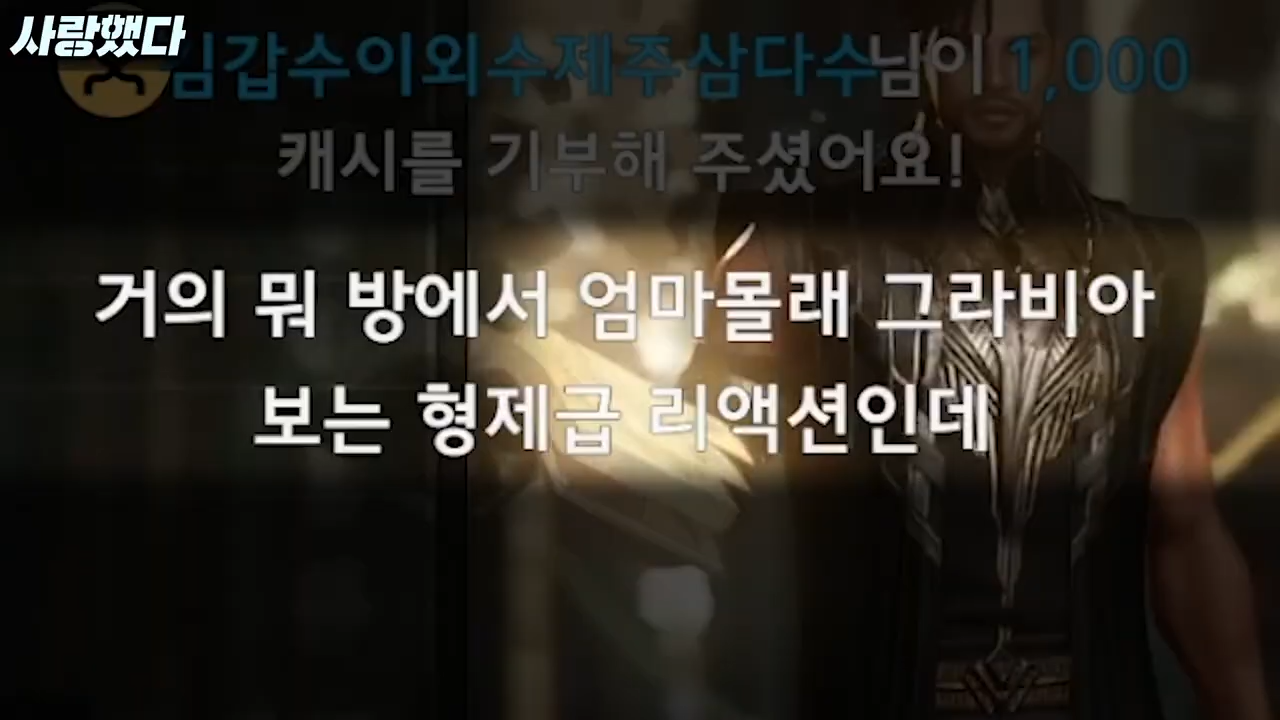 사랑했다
김갑수이외수제주삼다수님이 1,000
캐시를 기부해 주셨어요!
거의 뭐 방에서 엄마몰래 그라비아
보는 형제급 리액션인데